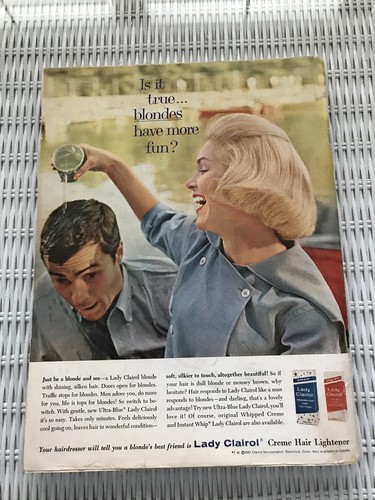 Is it
true...
blondes
have more
fun?
Just be a blonde and see—a Lady Clairol blonde
with shining, silken hair. Doors open for blondes.
Traffic stops for blondes. Men adore you, do more
for you, life is tops for blondes! So switch to be-
witch. With gentle, new Ultra-Blue® Lady Clairol
it's so easy. Takes only minutes. Feels deliciously
cool going on, leaves hair in wonderful condition—
soft, silkier to touch, altogether beautiful! So if
your hair is dull blonde or mousey brown, why
hesitate? Hair responds to Lady Clairol like a man
responds to blondes—and darling, that's a lovely
advantage! Try new Ultra-Blue Lady Clairol, you'll
love it! Of course, original Whipped Creme
and Instant Whip® Lady Clairol are also available.
Lady
Clairol
Lady
Clairol
Your hairdresser will tell you a blonde's best friend is Lady Clairol® Creme Hair Lightener